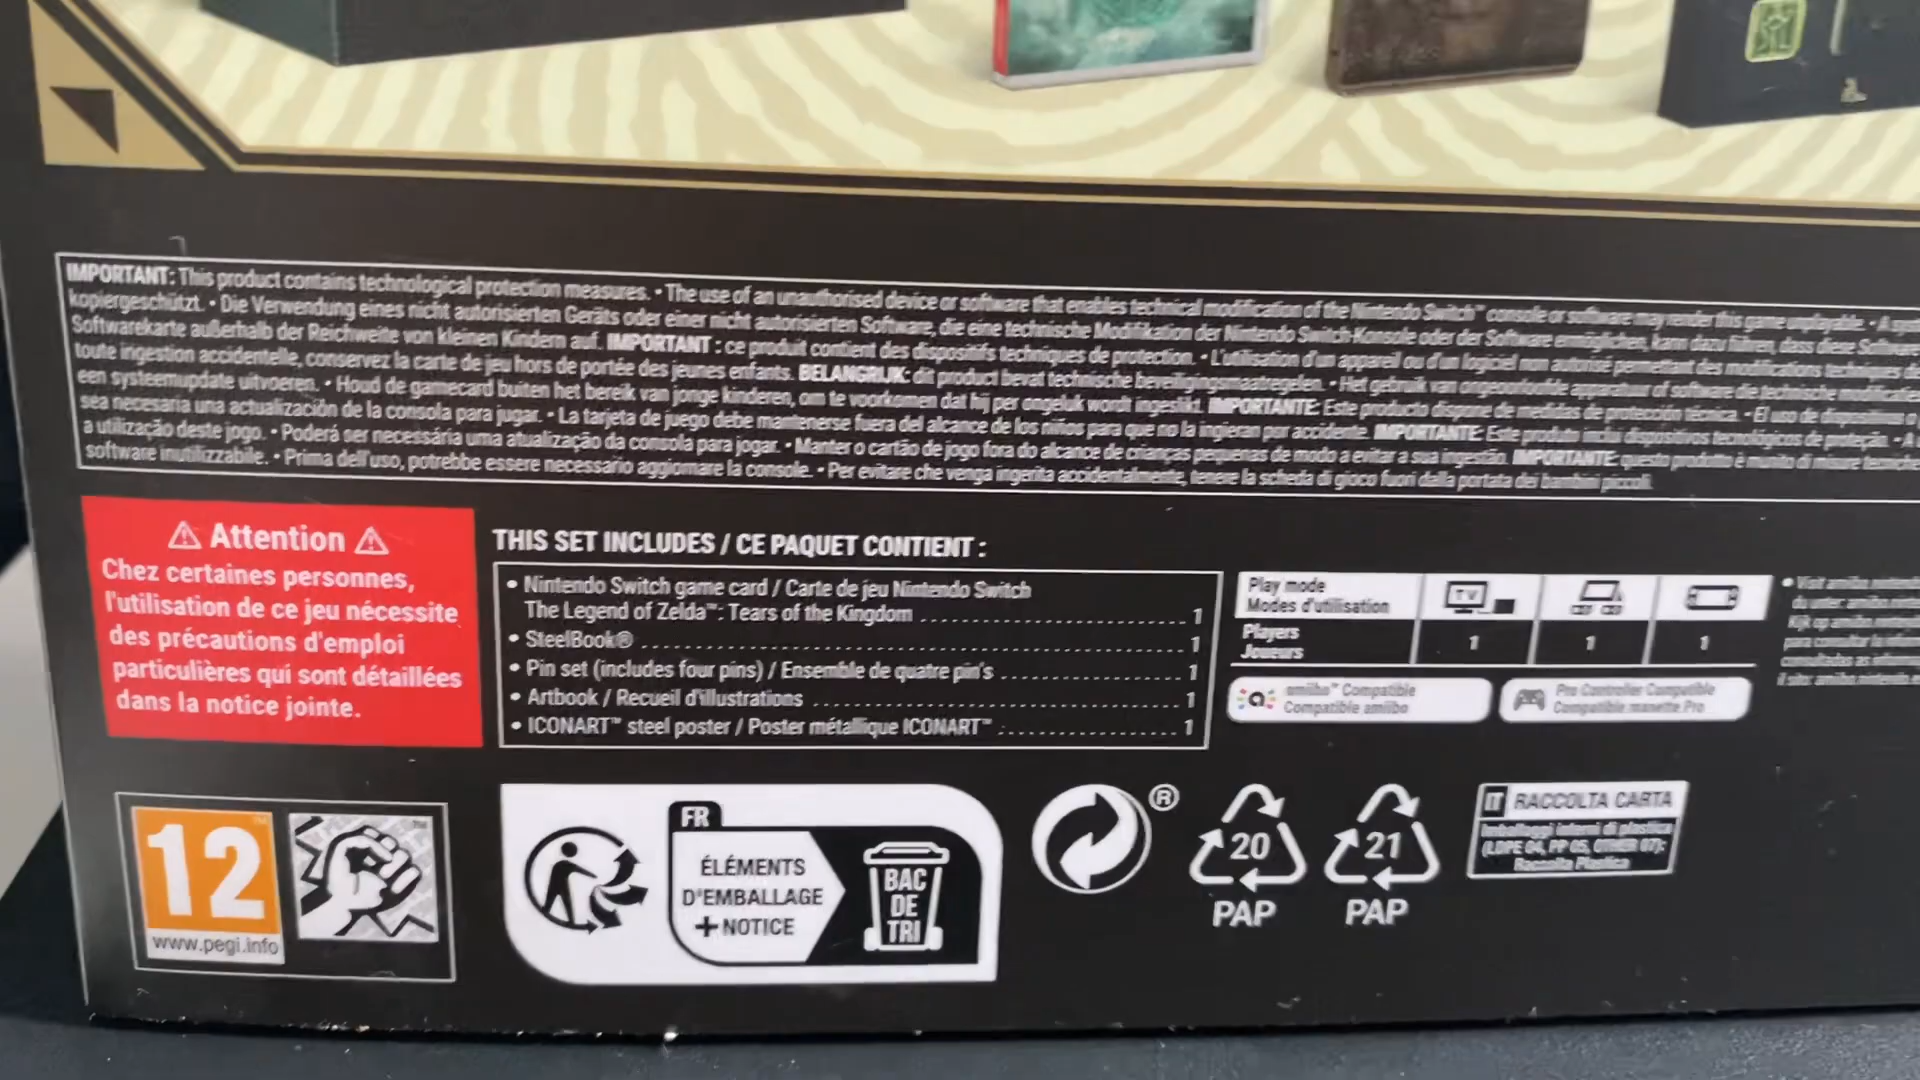 IMPORTANT: This product contains technological protection measures. • The use of an unauthorised device or software that enables technical modification of the Nintendo Switch™ console or software may render this game unplayable. • A
kopiergeschützt. • Die Verwendung eines nicht autorisierten Geräts oder einer nicht autorisierten Software, die eine technische Modifikation der Nintendo Switch-Konsole oder der Software ermöglichen, kann dazu führen, dass diese
Softwarekarte außerhalb der Reichweite von kleinen Kindern auf. IMPORTANT : ce produit contient des dispositifs techniques de protection. • L'utilisation d'un appareil ou d'un logiciel non autorisé permettant des modifications techniques
toute ingestion accidentelle, conservez la carte de jeu hors de portée des jeunes enfants. BELANGRIJK: dit product bevat technische beveiligingsmaatregelen. • Het gebruik van ongeoorloofde apparatuur of software die technische
een systeemupdate uitvoeren. • Houd de gamecard buiten het bereik van jonge kinderen, om te voorkomen dat hij per ongeluk wordt ingeslikt. IMPORTANTE: Este producto dispone de medidas de protección técnica. • El uso de dispositivos o
sea necesaria una actualización de la consola para jugar. • La tarjeta de juego debe mantenerse fuera del alcance de los niños para que no la ingieran por accidente. IMPORTANTE: Este produto inclui dispositivos tecnológicos de proteção. • A
a utilização deste jogo. • Poderá ser necessária uma atualização da consola para jogar. • Manter o cartão de jogo fora do alcance de crianças pequenas de modo a evitar a sua ingestão. IMPORTANTE: questo prodotto è munito di misure
software inutilizzabile. • Prima dell'uso, potrebbe essere necessario aggiornare la console. • Per evitare che venga ingerita accidentalmente, tenere la scheda di gioco fuori dalla portata dei bambini piccoli.
⚠ Attention ⚠
Chez certaines personnes,
l'utilisation de ce jeu nécessite
des précautions d'emploi
particulières qui sont détaillées
dans la notice jointe.
THIS SET INCLUDES / CE PAQUET CONTIENT :
• Nintendo Switch game card / Carte de jeu Nintendo Switch
The Legend of Zelda™: Tears of the Kingdom 1
• SteelBook® 1
• Pin set (includes four pins) / Ensemble de quatre pin's 1
• Artbook / Recueil d'illustrations 1
• ICONART™ steel poster / Poster métallique ICONART™ 1
Play mode
Modes d'utilisation
TV
Players
Joueurs
1 1 1
amiibo™ Compatible
Compatible amiibo
Pro Controller Compatible
Compatible manette Pro
12
www.pegi.info
FR
ÉLÉMENTS
D'EMBALLAGE
+ NOTICE
BAC
DE
TRI
®
20
PAP
21
PAP
IT RACCOLTA CARTA
Imballaggi interni di plastica
(LDPE 04, PP 05, OTHER 07):
Raccolta Plastica